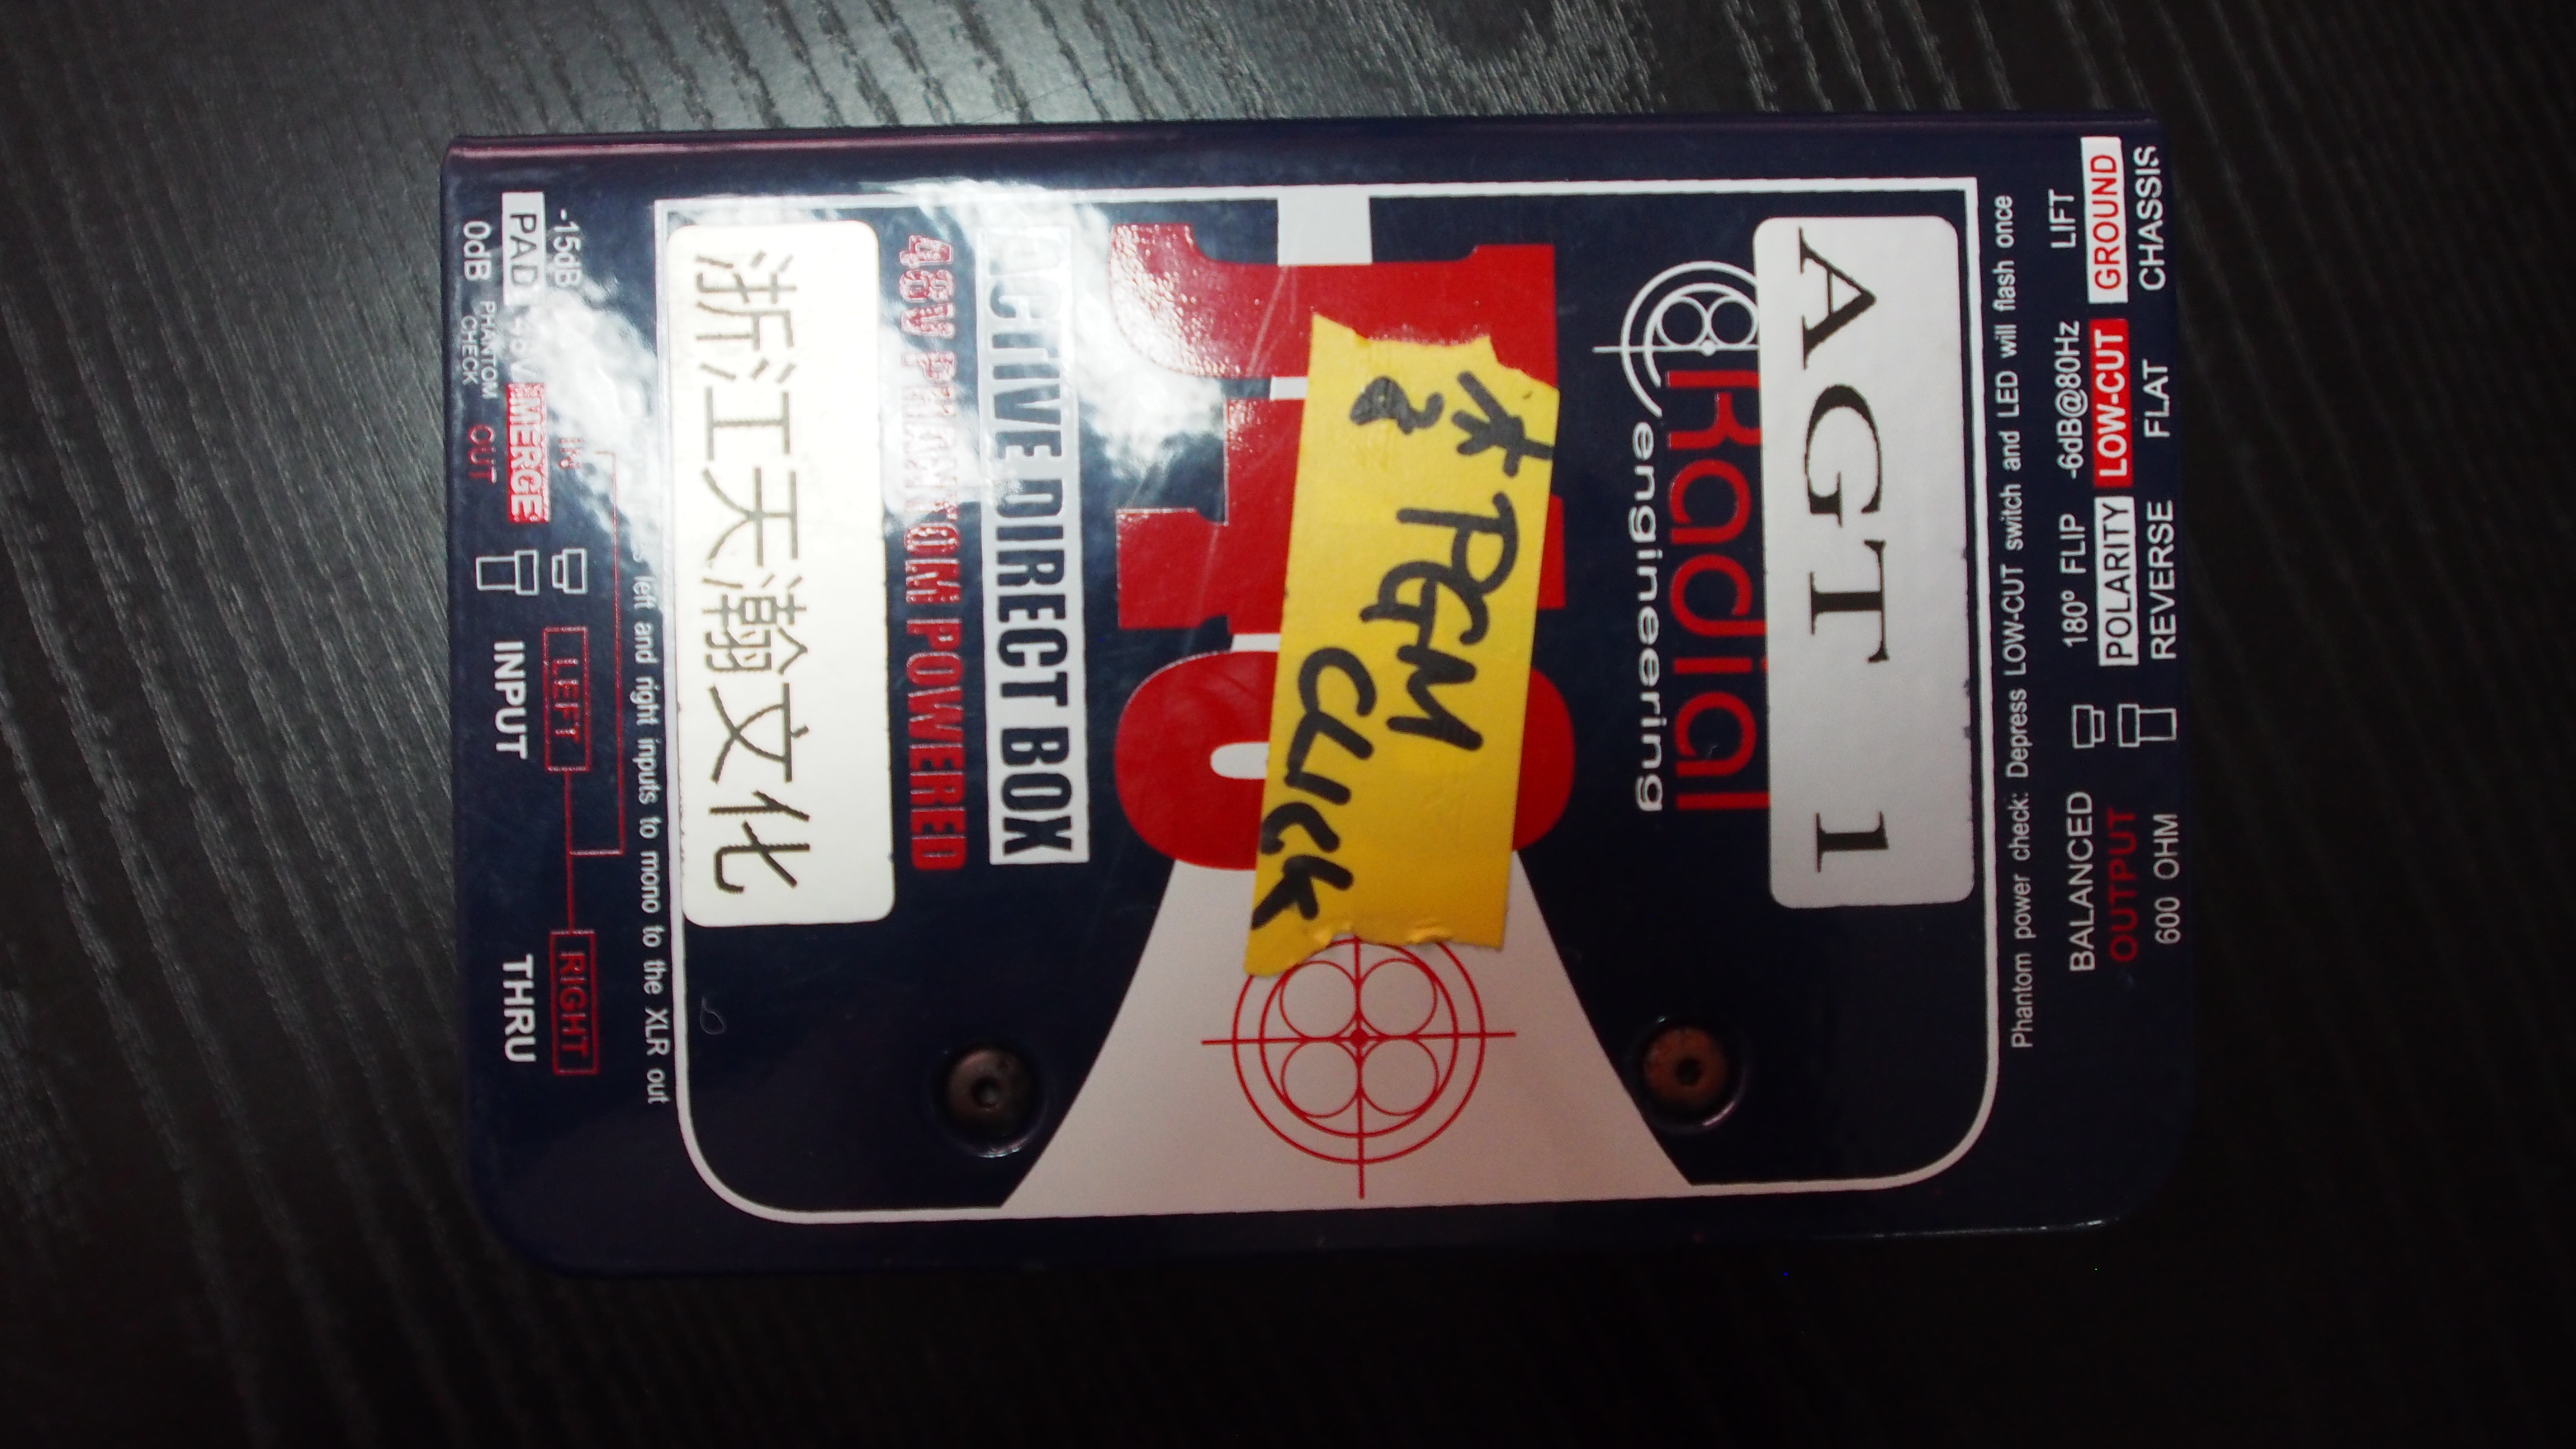 LIFT
GROUND
CHASSIS
-6dB@80Hz
LOW-CUT
FLAT
180° FLIP
POLARITY
REVERSE
BALANCED
OUTPUT
600 OHM
Phantom power check: Depress LOW-CUT switch and LED will flash once
AGT 1
Radial
engineering
* PGM
CLICK
ACTIVE DIRECT BOX
48V PHANTOM POWERED
浙江天瀚文化
left and right inputs to mono to the XLR out
-15dB
PAD
0dB
48V
PHANTOM
CHECK
IN
MERGE
OUT
LEFT
INPUT
RIGHT
THRU